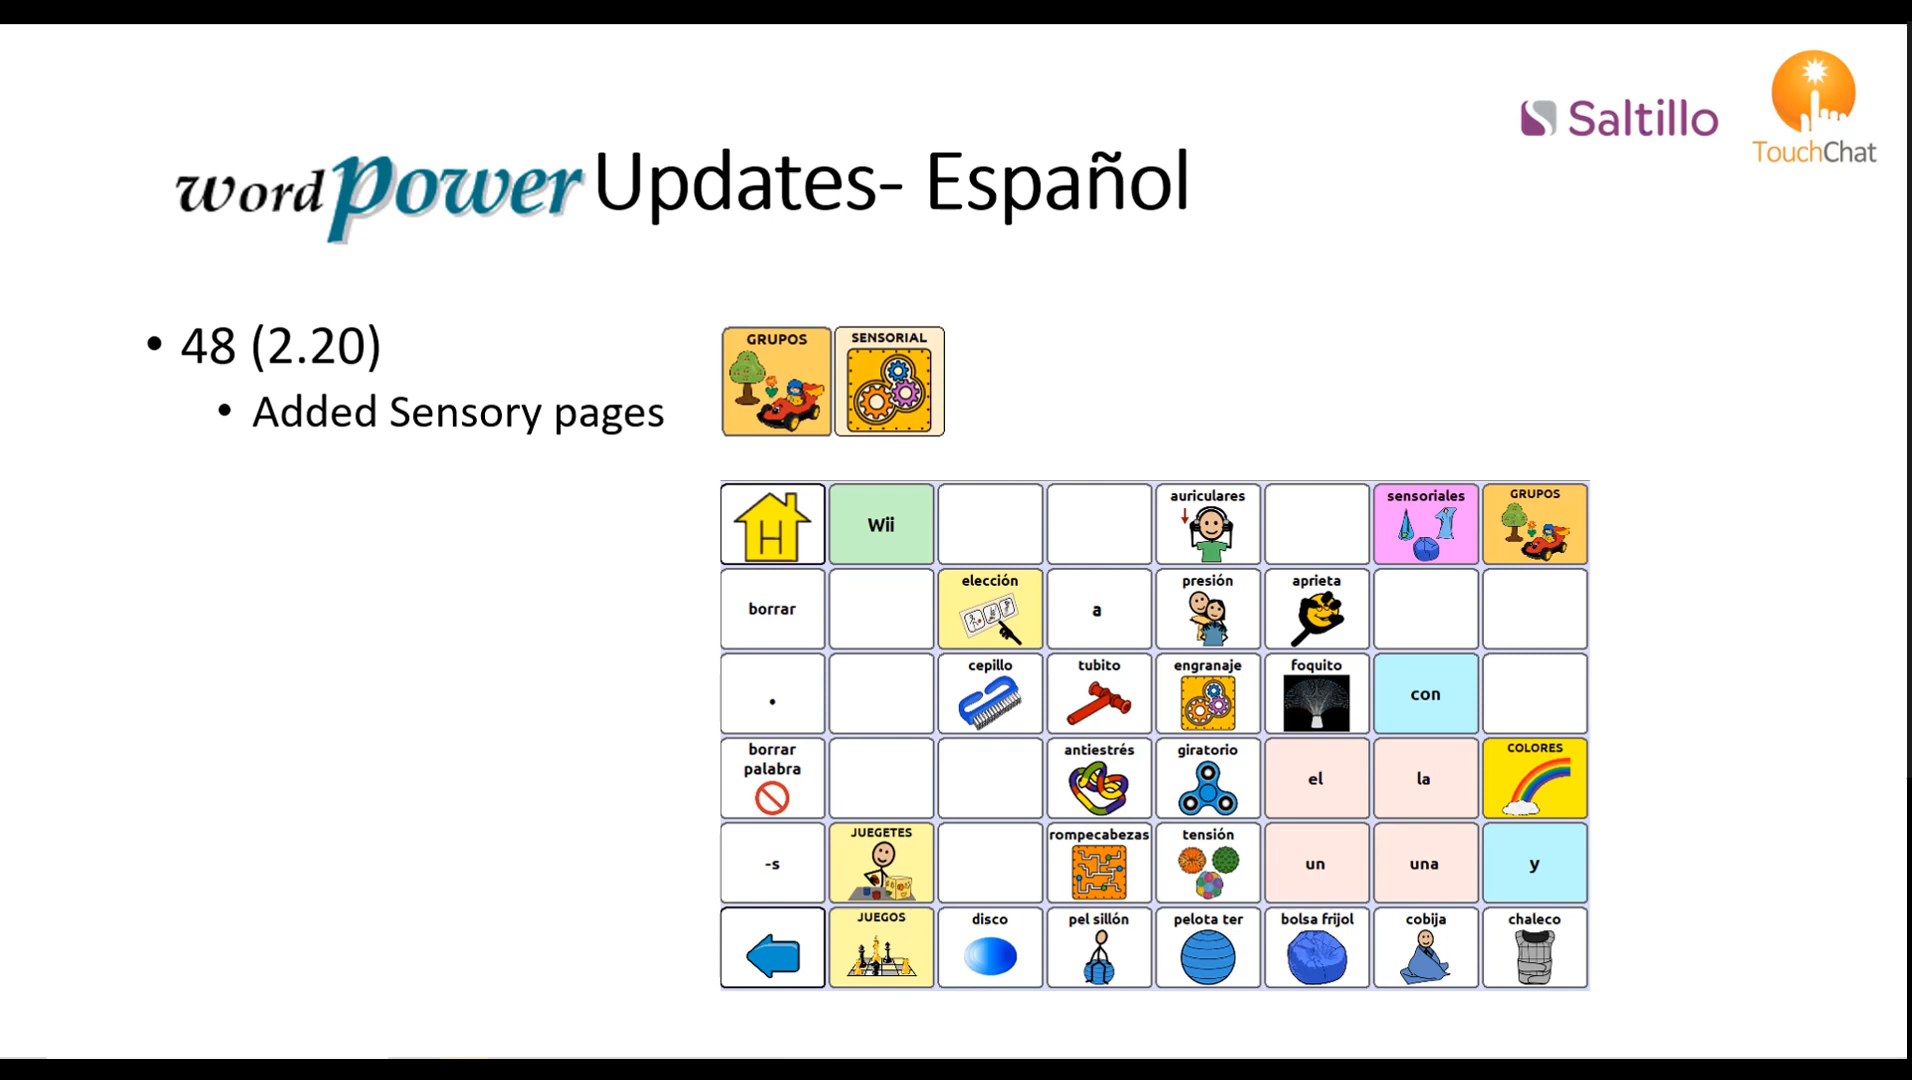 Saltillo
TouchChat
wordpower Updates- Español
• 48 (2.20)
• Added Sensory pages
GRUPOS SENSORIAL
H Wii auriculares sensoriales GRUPOS
borrar elección a presión aprieta
. cepillo tubito engranaje foquito con
borrar palabra antiestrés giratorio el la COLORES
-s JUEGETES rompecabezas tensión un una y
JUEGOS disco pel sillón pelota ter bolsa frijol cobija chaleco